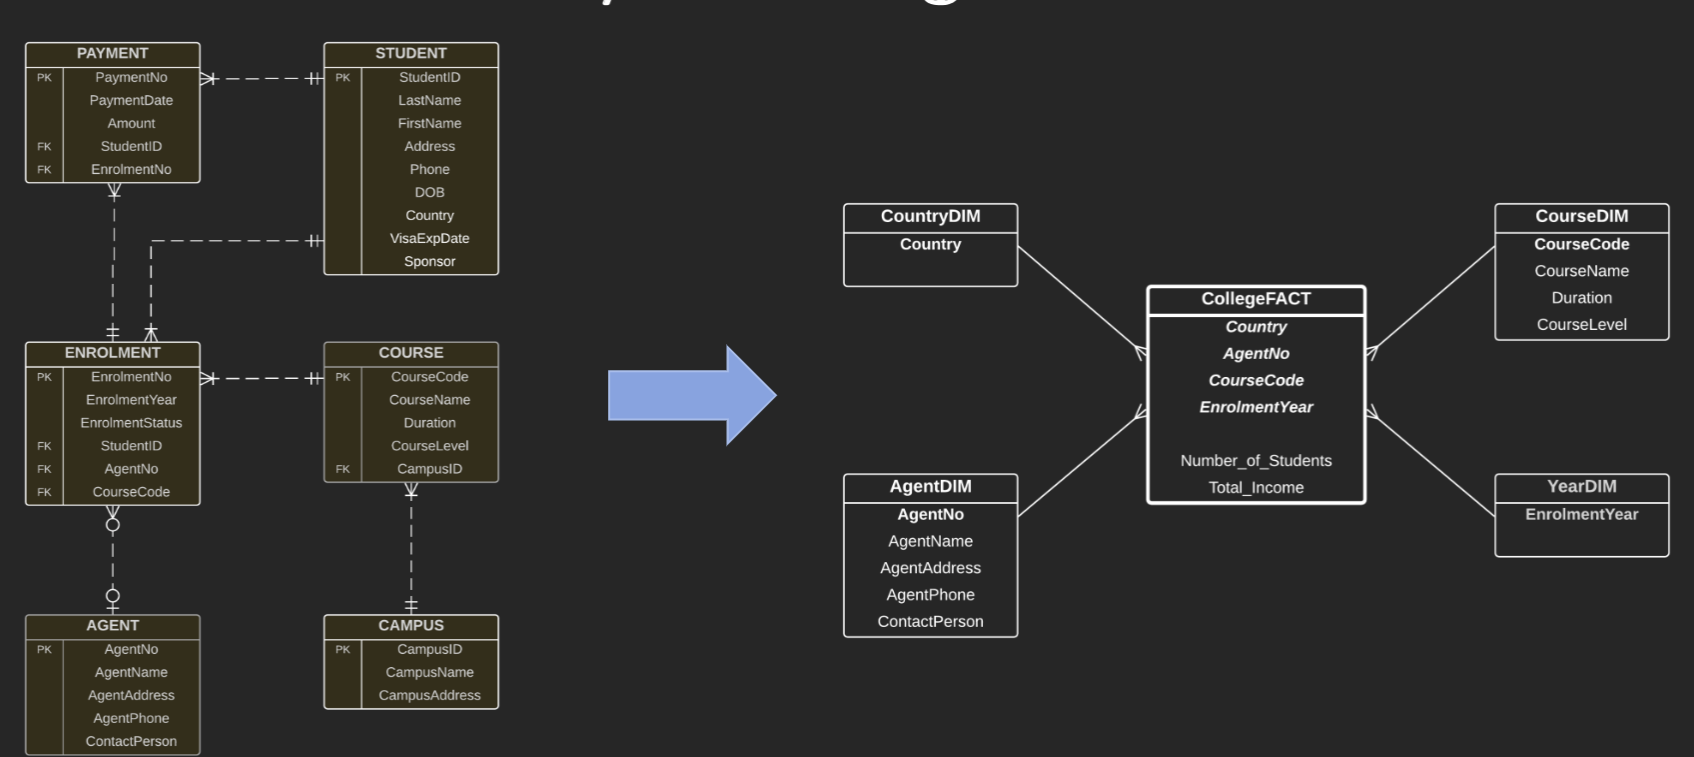 PAYMENT
PK PaymentNo
PaymentDate
Amount
FK StudentID
FK EnrolmentNo
STUDENT
PK StudentID
LastName
FirstName
Address
Phone
DOB
Country
VisaExpDate
Sponsor
ENROLMENT
PK EnrolmentNo
EnrolmentYear
EnrolmentStatus
FK StudentID
FK AgentNo
FK CourseCode
COURSE
PK CourseCode
CourseName
Duration
CourseLevel
FK CampusID
AGENT
PK AgentNo
AgentName
AgentAddress
AgentPhone
ContactPerson
CAMPUS
PK CampusID
CampusName
CampusAddress
CountryDIM
Country
AgentDIM
AgentNo
AgentName
AgentAddress
AgentPhone
ContactPerson
CollegeFACT
Country
AgentNo
CourseCode
EnrolmentYear
Number_of_Students
Total_Income
CourseDIM
CourseCode
CourseName
Duration
CourseLevel
YearDIM
EnrolmentYear